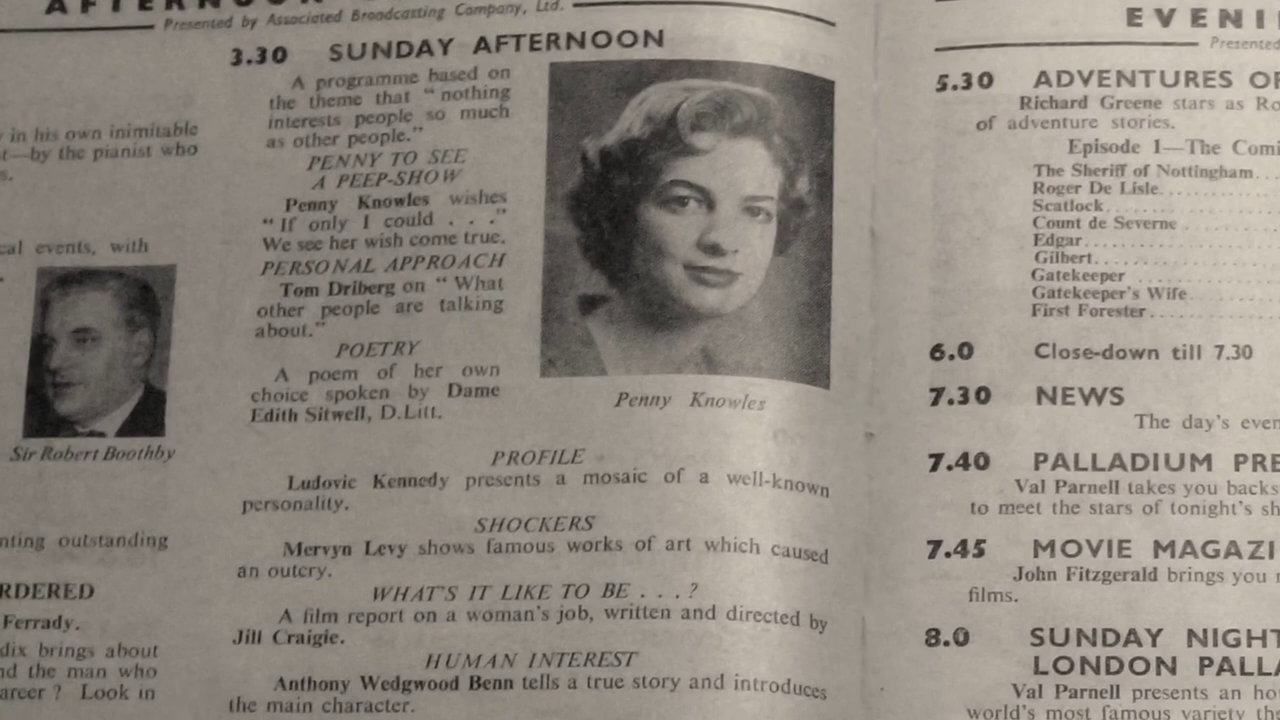 AFTERNOON
Presented by Associated Broadcasting Company, Ltd.
in his own inimitable
by the pianist who
cal events, with
Sir Robert Boothby
nting outstanding
RDERED
Ferrady.
dix brings about
nd the man who
areer ? Look in
3.30 SUNDAY AFTERNOON
A programme based on
the theme that “ nothing
interests people so much
as other people.”
PENNY TO SEE
A PEEP-SHOW
Penny Knowles wishes
“ If only I could . . .”
We see her wish come true.
PERSONAL APPROACH
Tom Driberg on “ What
other people are talking
about.”
POETRY
A poem of her own
choice spoken by Dame
Edith Sitwell, D.Litt.
Penny Knowles
PROFILE
Ludovic Kennedy presents a mosaic of a well-known
personality.
SHOCKERS
Mervyn Levy shows famous works of art which caused
an outcry.
WHAT'S IT LIKE TO BE . . . ?
A film report on a woman's job, written and directed by
Jill Craigie.
HUMAN INTEREST
Anthony Wedgwood Benn tells a true story and introduces
the main character.
EVENI
Presented
5.30 ADVENTURES OF
Richard Greene stars as Ro
of adventure stories.
Episode 1—The Comi
The Sheriff of Nottingham...
Roger De Lisle...
Scatlock...
Count de Severne...
Edgar...
Gilbert...
Gatekeeper...
Gatekeeper's Wife...
First Forester...
6.0 Close-down till 7.30
7.30 NEWS
The day's even
7.40 PALLADIUM PRE
Val Parnell takes you backs
to meet the stars of tonight's sh
7.45 MOVIE MAGAZI
John Fitzgerald brings you
films.
8.0 SUNDAY NIGHT
LONDON PALLA
Val Parnell presents an ho
world's most famous variety the